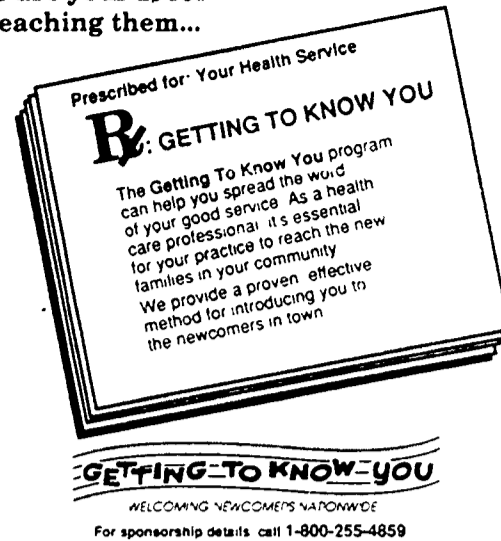 eaching them...
Prescribed for: Your Health Service
Rx: GETTING TO KNOW YOU
The Getting To Know You program
can help you spread the word
of your good service As a health
care professional it's essential
for your practice to reach the new
families in your community
We provide a proven effective
method for introducing you to
the newcomers in town
GETTING TO KNOW YOU
WELCOMING NEWCOMERS NATIONWIDE
For sponsorship details call 1-800-255-4859